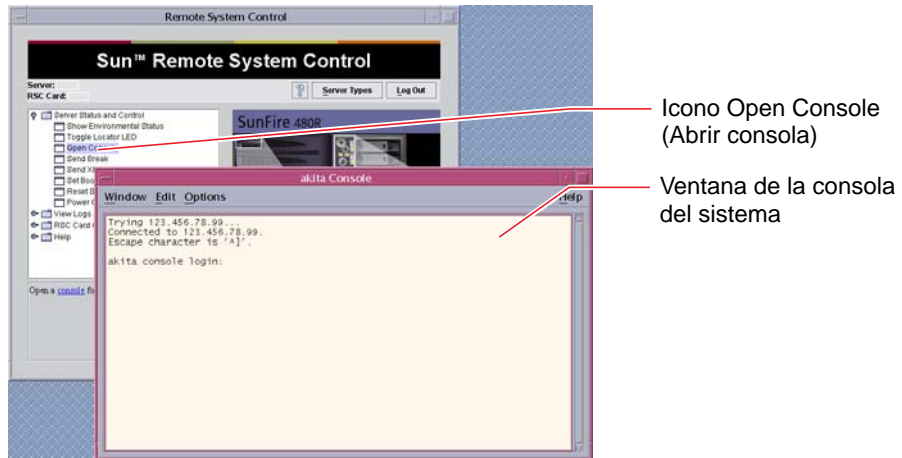 Remote System Control
Sun™ Remote System Control
Server:
RSC Card:
Server Types
Log Out
Server Status and Control
Show Environmental Status
Toggle Locator LED
Open
Send Break
Send
Set
Reset
Power
View Logs
RSC Card
Help
Open a console
SunFire 480R
akita Console
Window Edit Options Help
Trying 123.456.78.99...
Connected to 123.456.78.99.
Escape character is '^]'.
akita console login:
Icono Open Console
(Abrir consola)
Ventana de la consola
del sistema